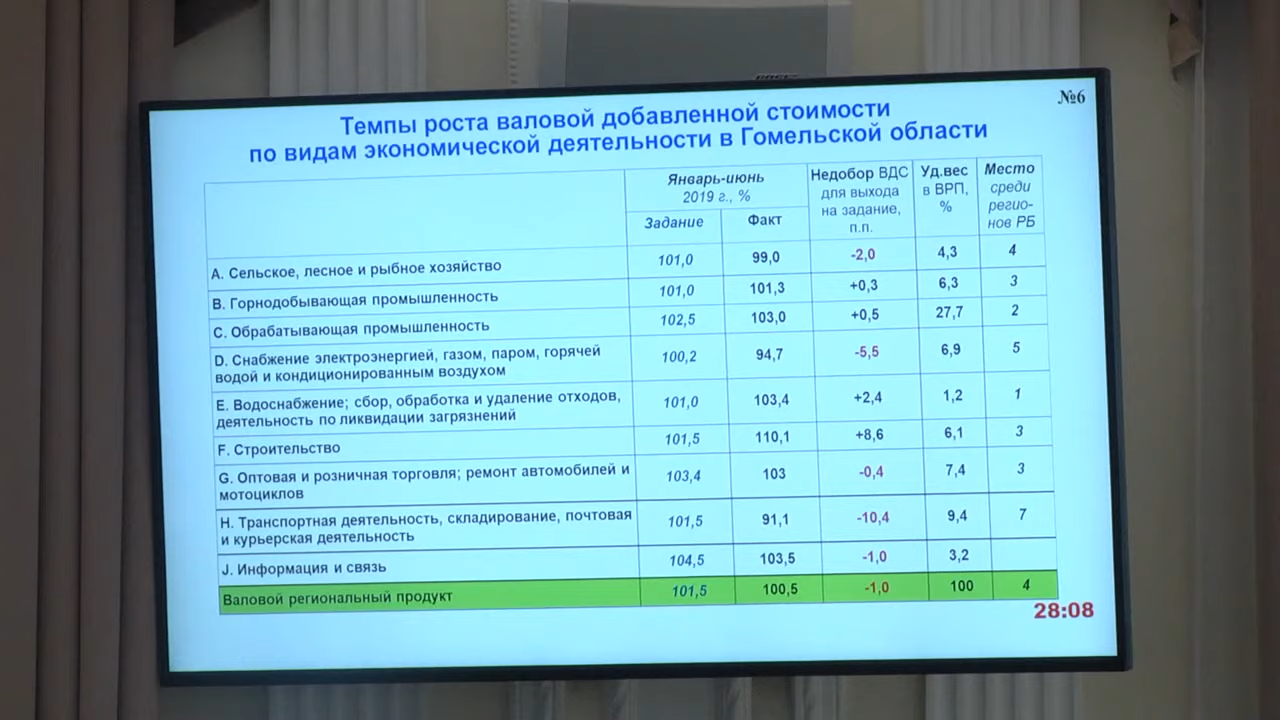 №6
Темпы роста валовой добавленной стоимости
по видам экономической деятельности в Гомельской области
Январь-июнь
2019 г., %
Недобор ВДС
для выхода
на задание,
п.п.
Уд.вес
в ВРП,
%
Место
среди
регио-
нов РБ
Задание Факт
А. Сельское, лесное и рыбное хозяйство 101,0 99,0 -2,0 4,3 4
В. Горнодобывающая промышленность 101,0 101,3 +0,3 6,3 3
С. Обрабатывающая промышленность 102,5 103,0 +0,5 27,7 2
D. Снабжение электроэнергией, газом, паром, горячей
водой и кондиционированным воздухом 100,2 94,7 -5,5 6,9 5
Е. Водоснабжение; сбор, обработка и удаление отходов,
деятельность по ликвидации загрязнений 101,0 103,4 +2,4 1,2 1
F. Строительство 101,5 110,1 +8,6 6,1 3
G. Оптовая и розничная торговля; ремонт автомобилей и
мотоциклов 103,4 103 -0,4 7,4 3
Н. Транспортная деятельность, складирование, почтовая
и курьерская деятельность 101,5 91,1 -10,4 9,4 7
J. Информация и связь 104,5 103,5 -1,0 3,2
Валовой региональный продукт 101,5 100,5 -1,0 100 4
28:08